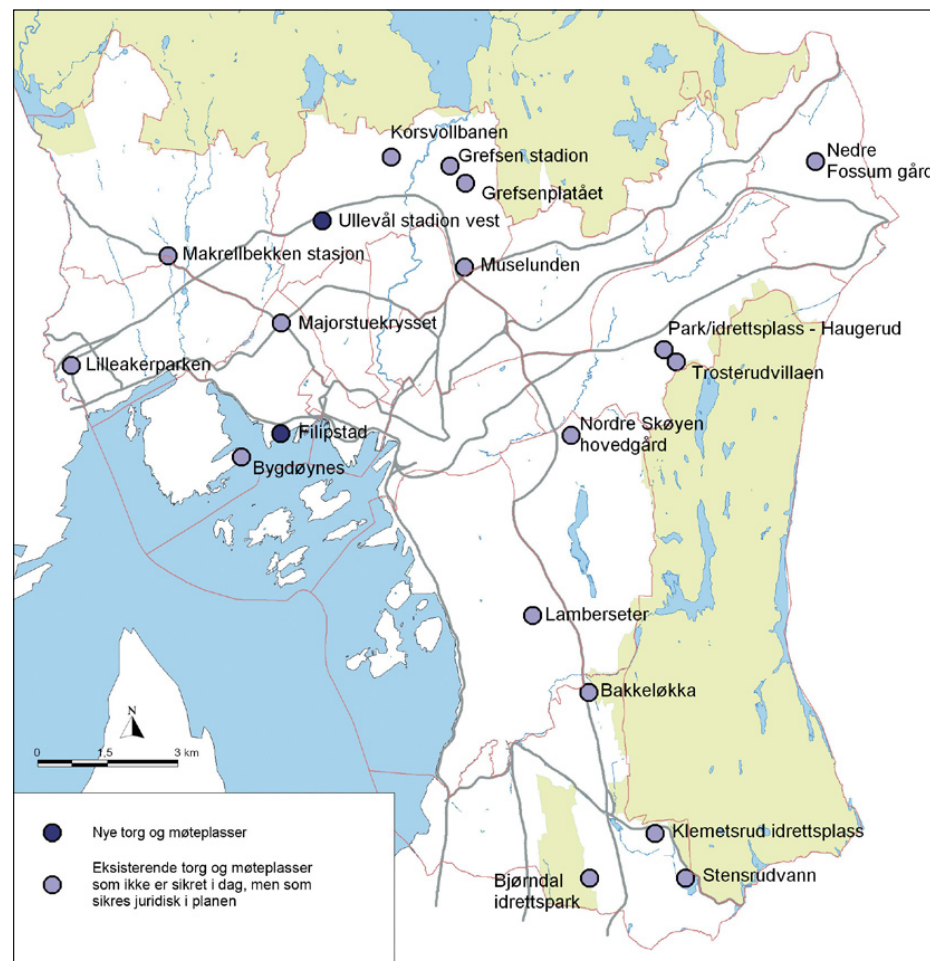 Korsvollbanen
Grefsen stadion
Grefsenplatået
Nedre
Fossum gård
Ullevål stadion vest
Makrellbekken stasjon
Muselunden
Majorstuekrysset
Park/idrettsplass - Haugerud
Lilleakerparken
Trosterudvillaen
Filipstad
Nordre Skøyen
hovedgård
Bygdøynes
Lamberseter
Bakkeløkka
N
0 1,5 3 km
Klemetsrud idrettsplass
Bjørndal
idrettspark
Stensrudvann
Nye torg og møteplasser
Eksisterende torg og møteplasser
som ikke er sikret i dag, men som
sikres juridisk i planen